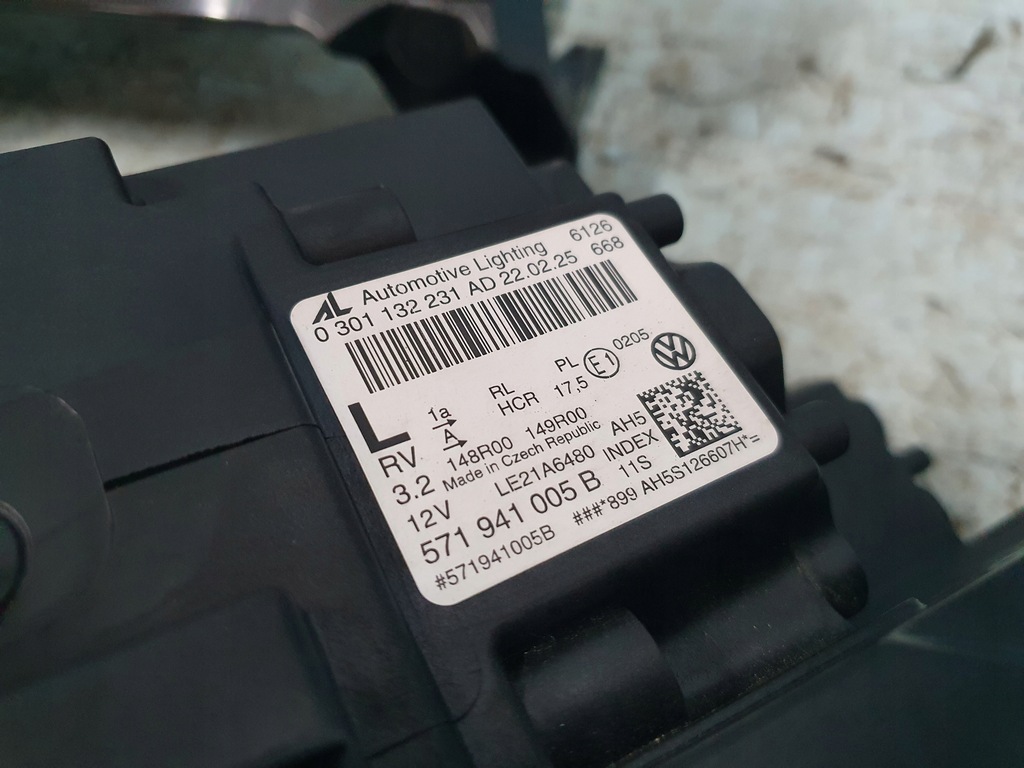 AL Automotive Lighting 6126
0 301 132 231 AD 22.02.25 668
L 1a RL PL E1 0205
A HCR 17,5
RV 148R00 149R00
3.2 Made in Czech Republic AH5
12V LE21A6480 INDEX
571 941 005 B 11S
#571941005B ###*899 AH5S126607H*=